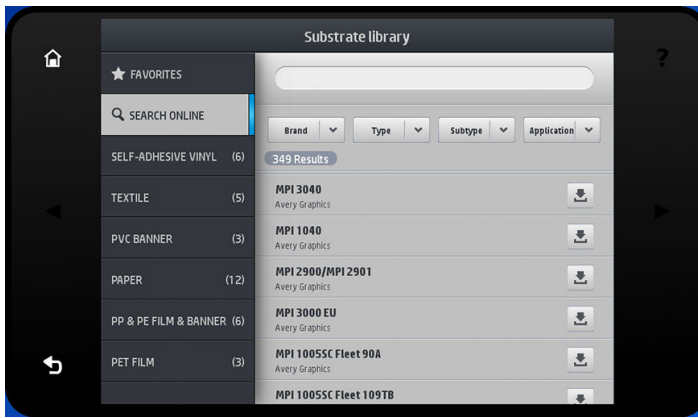 Substrate library
?
FAVORITES
SEARCH ONLINE
SELF-ADHESIVE VINYL (6)
TEXTILE (5)
PVC BANNER (3)
PAPER (12)
PP & PE FILM & BANNER (6)
PET FILM (3)
Brand Type Subtype Application
349 Results
MPI 3040
Avery Graphics
MPI 1040
Avery Graphics
MPI 2900/MPI 2901
Avery Graphics
MPI 3000 EU
Avery Graphics
MPI 1005SC Fleet 90A
Avery Graphics
MPI 1005SC Fleet 109TB